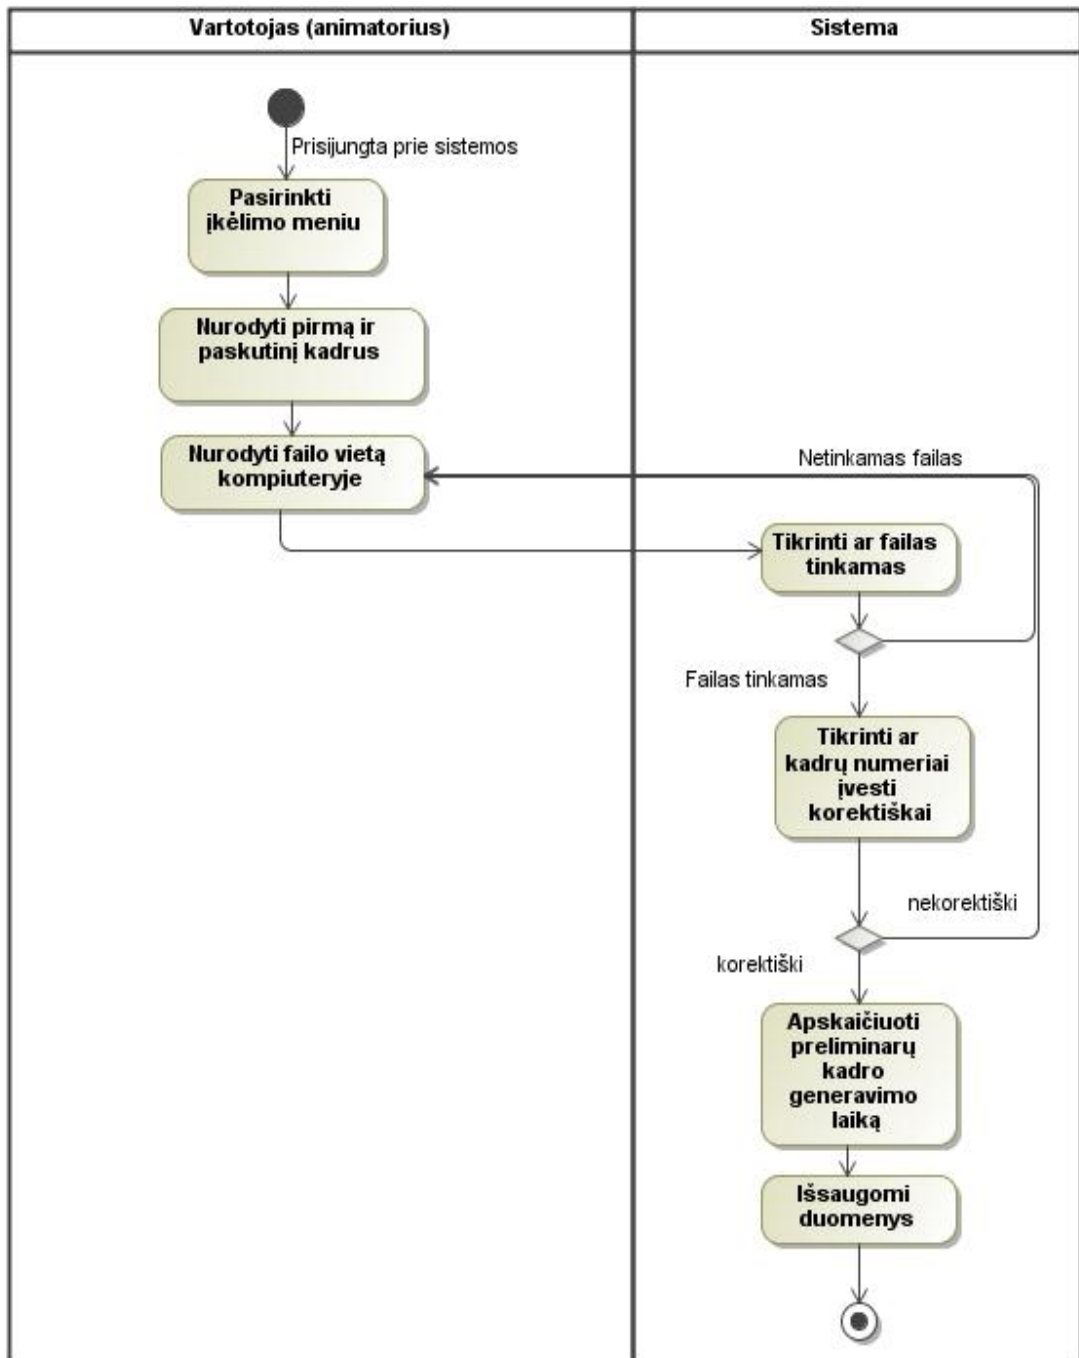 Vartotojas (animatorius)
Sistema
Prisijungta prie sistemos
Pasirinkti
įkėlimo meniu
Nurodyti pirmą ir
paskutinį kadrus
Nurodyti failo vietą
kompiuteryje
Netinkamas failas
Tikrinti ar failas
tinkamas
Failas tinkamas
Tikrinti ar
kadrų numeriai
įvesti
korektiškai
nekorektiški
korektiški
Apskaičiuoti
preliminarų
kadro
generavimo
laiką
Išsaugomi
duomenys